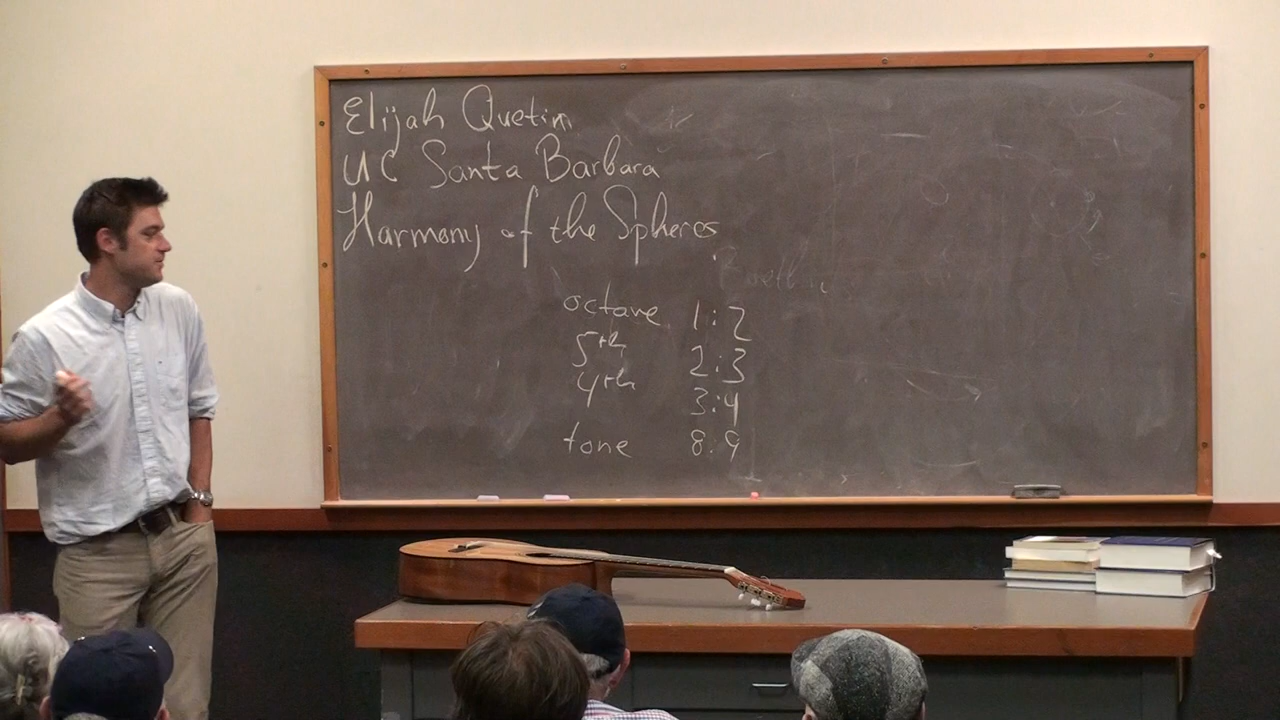 Elijah Quetin
UC Santa Barbara
Harmony of the Spheres
octave 1:2
5th 2:3
4th 3:4
tone 8:9